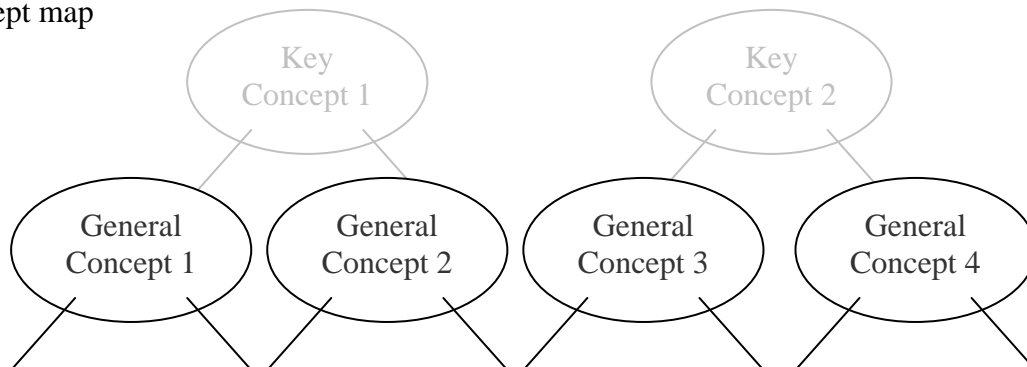 ept map
Key
Concept 1
Key
Concept 2
General
Concept 1
General
Concept 2
General
Concept 3
General
Concept 4